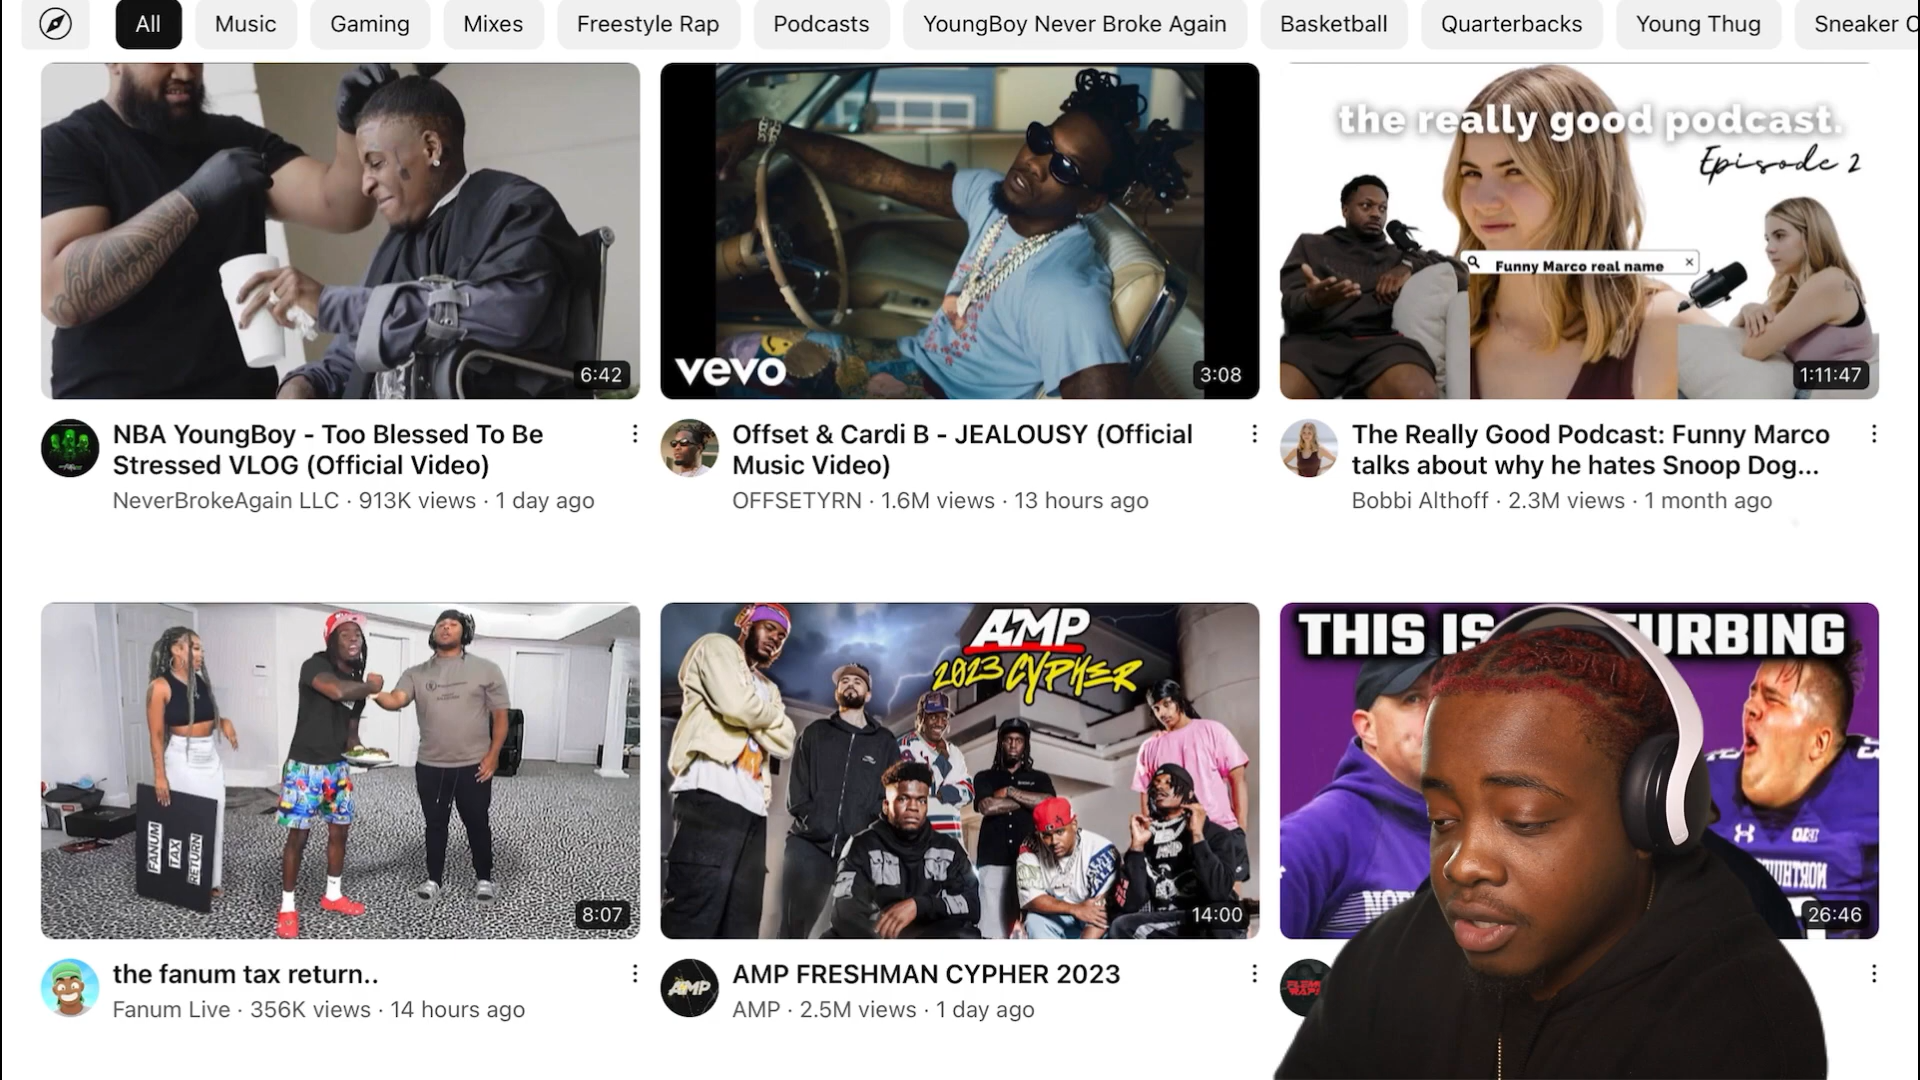 All
Music
Gaming
Mixes
Freestyle Rap
Podcasts
YoungBoy Never Broke Again
Basketball
Quarterbacks
Young Thug
Sneaker C
6:42
vevo
3:08
the really good podcast.
Episode 2
Funny Marco real name
1:11:47
NBA YoungBoy - Too Blessed To Be
Stressed VLOG (Official Video)
NeverBrokeAgain LLC · 913K views · 1 day ago
Offset & Cardi B - JEALOUSY (Official
Music Video)
OFFSETYRN · 1.6M views · 13 hours ago
The Really Good Podcast: Funny Marco
talks about why he hates Snoop Dog...
Bobbi Althoff · 2.3M views · 1 month ago
FANUM
TAX
RETURN
8:07
AMP
2023 CYPHER
14:00
THIS IS URBING
26:46
the fanum tax return..
Fanum Live · 356K views · 14 hours ago
AMP
AMP FRESHMAN CYPHER 2023
AMP · 2.5M views · 1 day ago